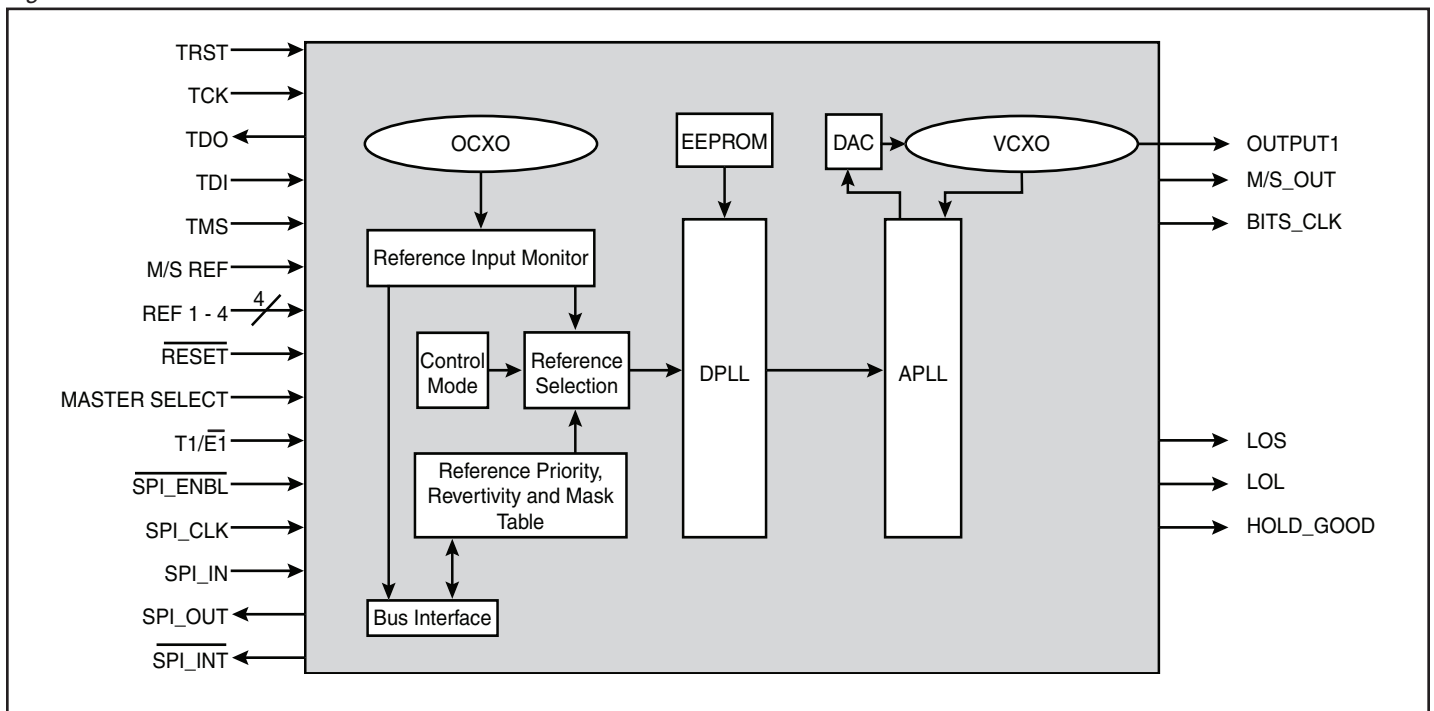 TRST
TCK
TDO
TDI
TMS
M/S REF
REF 1 - 4
4
RESET
MASTER SELECT
T1/E1
SPI_ENBL
SPI_CLK
SPI_IN
SPI_OUT
SPI_INT
OCXO
Reference Input Monitor
Control
Mode
Reference
Selection
Reference Priority,
Revertivity and Mask
Table
Bus Interface
EEPROM
DPLL
DAC
VCXO
APLL
OUTPUT1
M/S_OUT
BITS_CLK
LOS
LOL
HOLD_GOOD